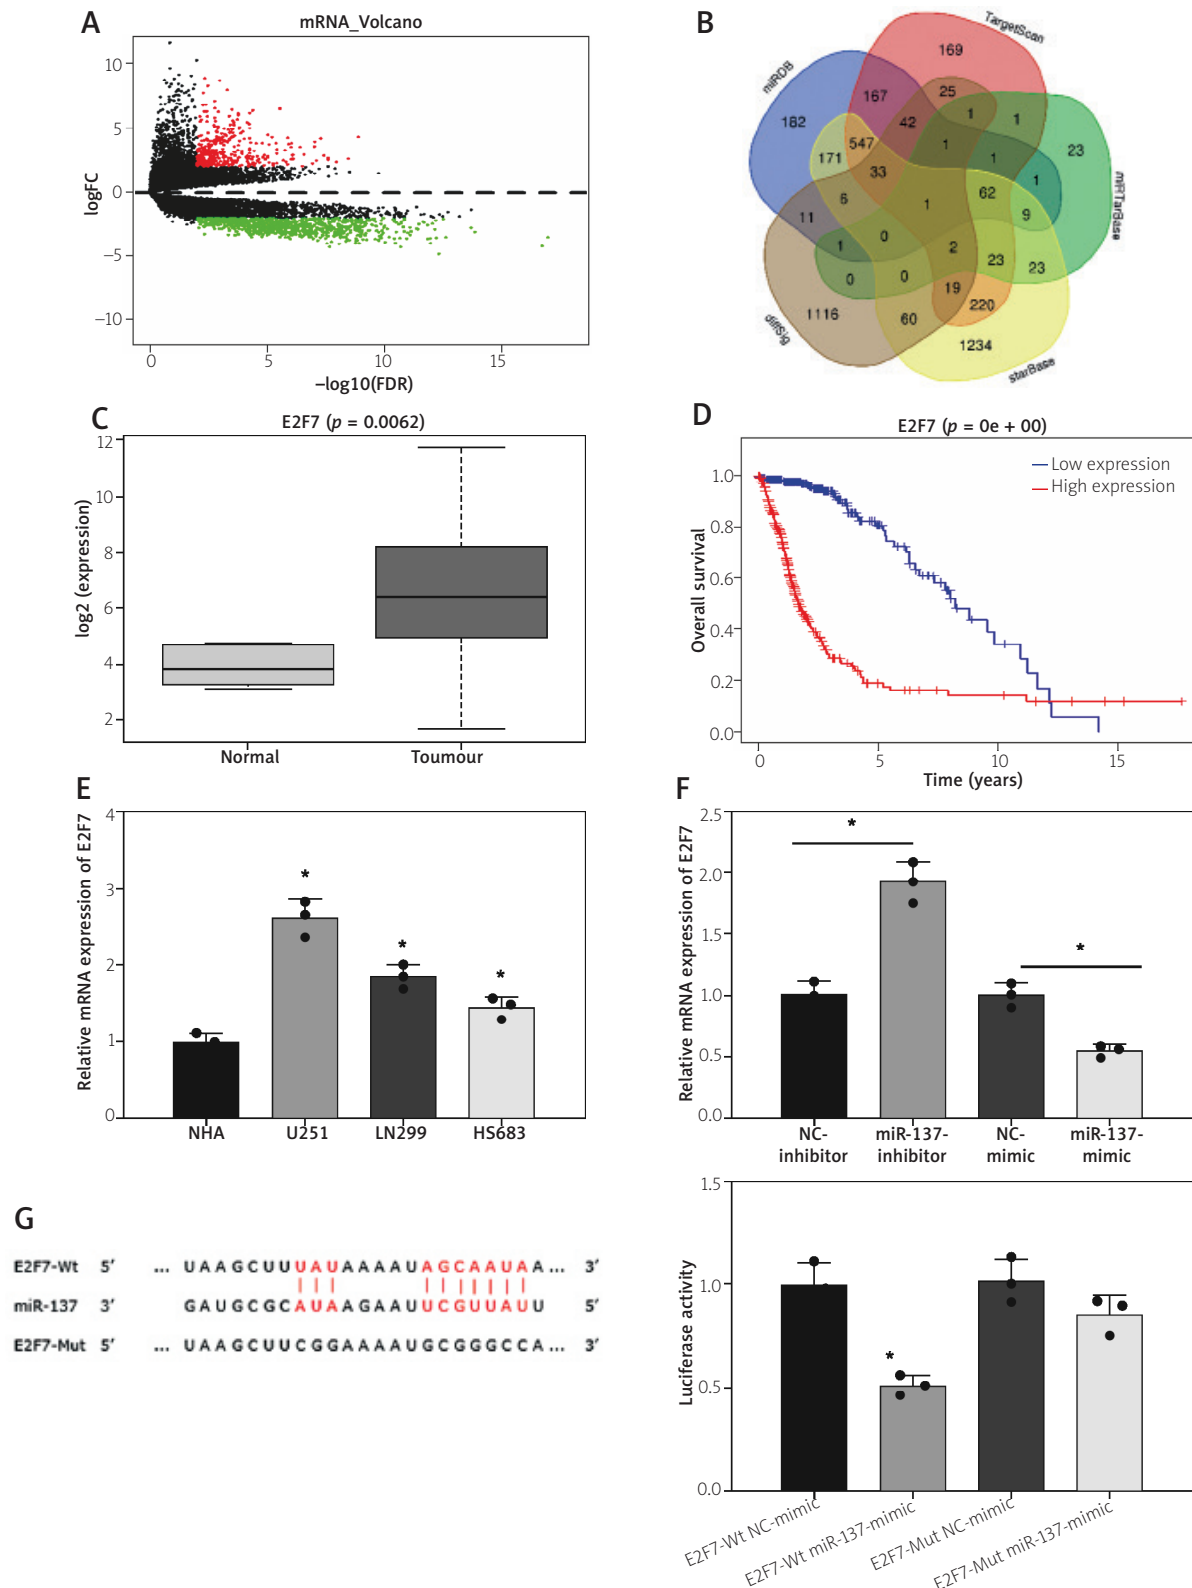 A
mRNA_Volcano
logFC
10
5
0
−5
−10
0
5
10
15
−log10(FDR)
B
TargetScan
miRDB
miRTarBase
starBase
diffSig
169
182
167
25
42
1
1
23
547
171
33
1
1
1
62
9
6
11
1
0
2
23
23
1
0
0
19
220
1116
60
1234
C
E2F7 (p = 0.0062)
log2 (expression)
12
10
8
6
4
2
Normal
Toumour
D
E2F7 (p = 0e + 00)
Low expression
High expression
Overall survival
1.0
0.8
0.6
0.4
0.2
0.0
0
5
10
15
Time (years)
E
Relative mRNA expression of E2F7
4
3
2
1
0
*
*
*
NHA
U251
LN299
HS683
F
Relative mRNA expression of E2F7
2.5
2.0
1.5
1.0
0.5
0.0
*
*
NC-
inhibitor
miR-137-
inhibitor
NC-
mimic
miR-137-
mimic
G
E2F7-Wt 5′ ... UAAGCUUUAUAAAAUAGCAAUAA... 3′
miR-137 3′ GAUGCGCAUAAGAAUUCGUUAUU 5′
E2F7-Mut 5′ ... UAAGCUUCGGAAAAUGCGGGCCA... 3′
Luciferase activity
1.5
1.0
0.5
0.0
*
E2F7-Wt NC-mimic
E2F7-Wt miR-137-mimic
E2F7-Mut NC-mimic
E2F7-Mut miR-137-mimic